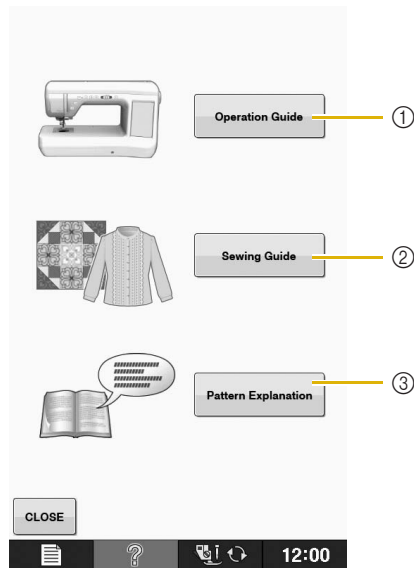 Operation Guide
①
Sewing Guide
②
Pattern Explanation
③
CLOSE
?
12:00